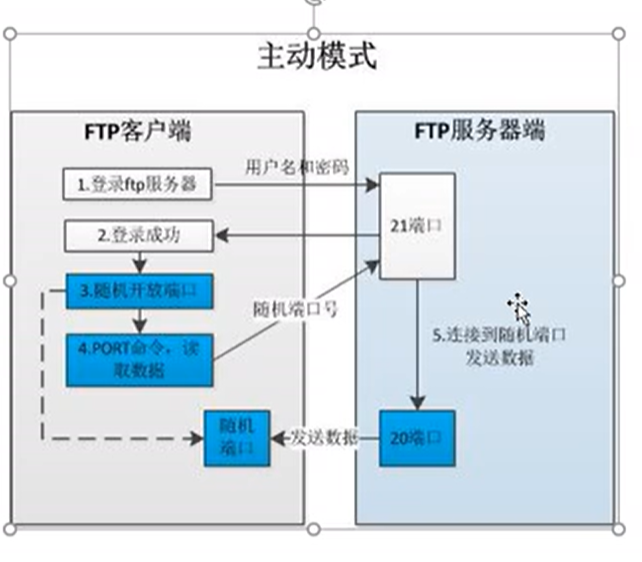 主动模式
FTP客户端
FTP服务器端
用户名和密码
1.登录ftp服务器
21端口
2.登录成功
3.随机开放端口
随机端口号
4.PORT命令，读
取数据
5.连接到随机端口
发送数据
随机
端口
发送数据
20端口